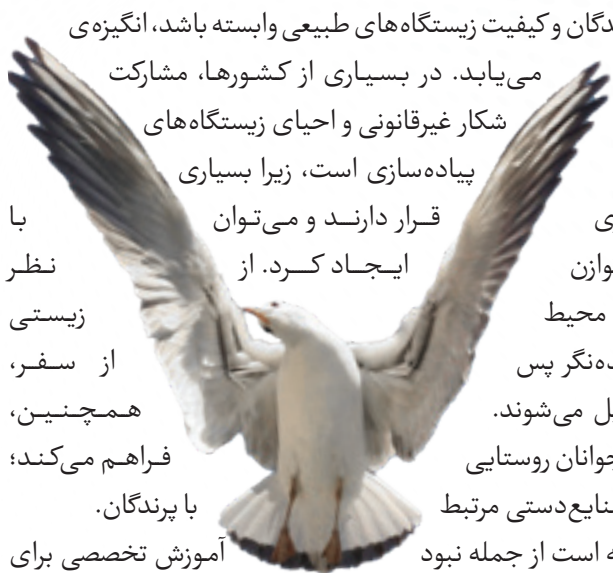 دگان و کیفیت زیستگاه‌های طبیعی وابسته باشد، انگیزه‌ی
می‌یابد. در بسیاری از کشورها، مشارکت
شکار غیرقانونی و احیای زیستگاه‌های
پیاده‌سازی است، زیرا بسیاری
ی قرار دارند و می‌توان با
وازن ایجاد کرد. از نظر
محیط زیستی
ده‌نگر پس از سفر،
ل می‌شوند. همچنین،
جوانان روستایی فراهم می‌کند؛
نایع‌دستی مرتبط با پرندگان.
ه است از جمله نبود آموزش تخصصی برای